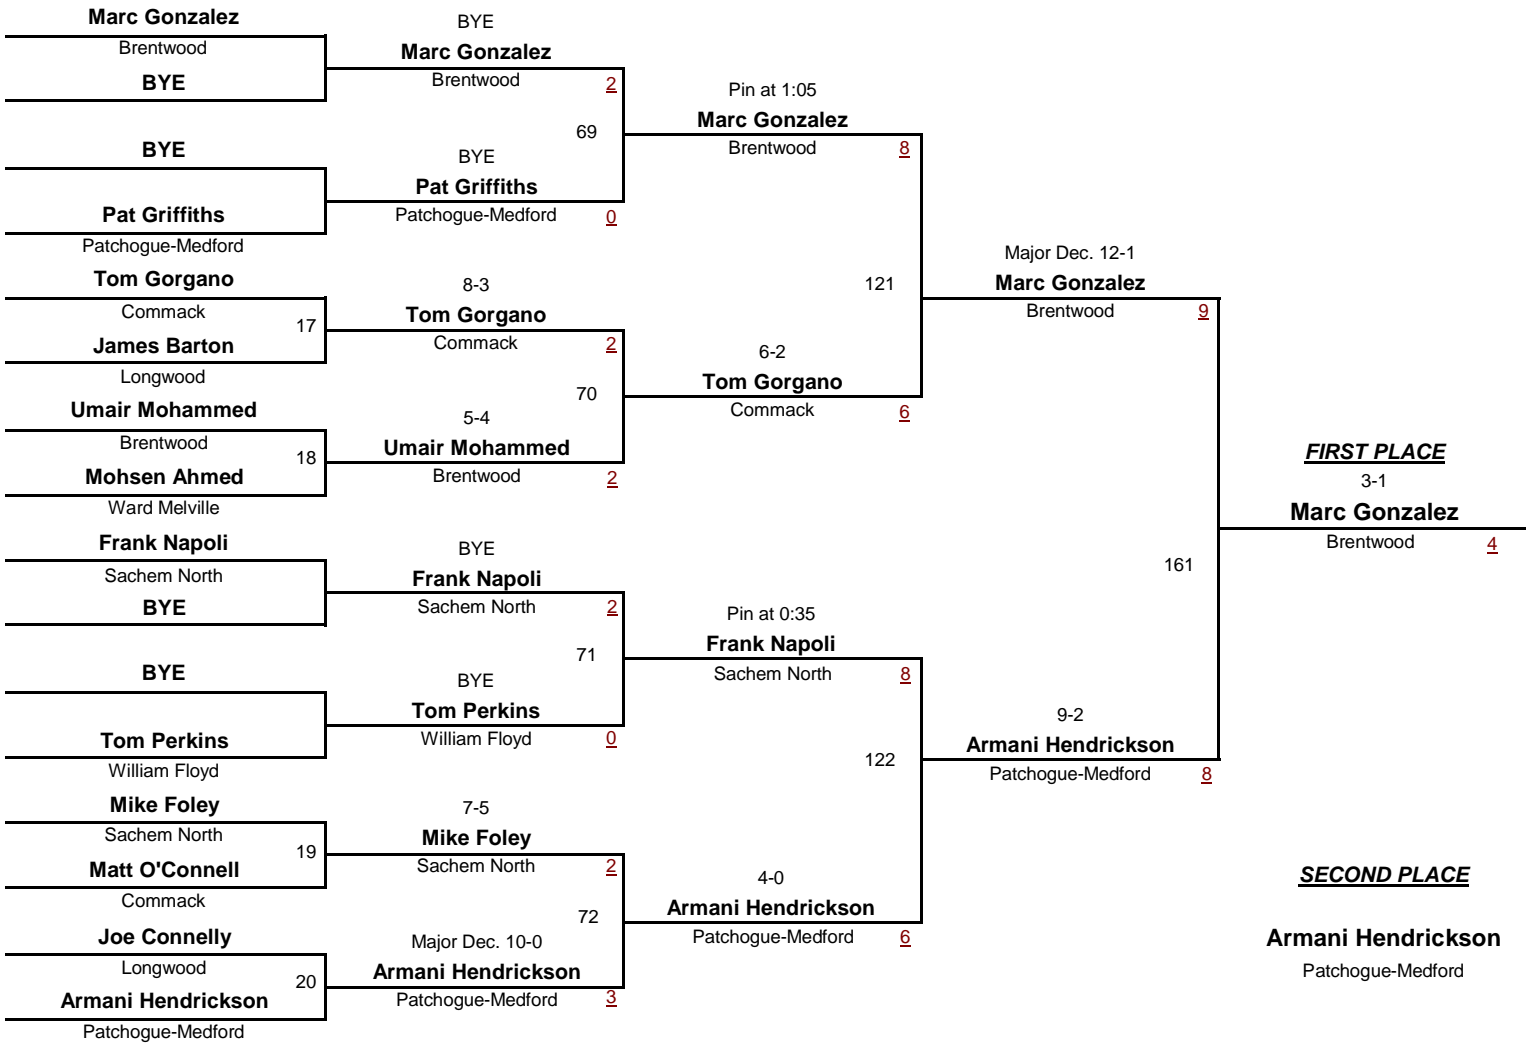 Marc Gonzalez
Brentwood
BYE
BYE
Pat Griffiths
Patchogue-Medford
Tom Gorgano
Commack
17
James Barton
Longwood
Umair Mohammed
Brentwood
18
Mohsen Ahmed
Ward Melville
Frank Napoli
Sachem North
BYE
BYE
Tom Perkins
William Floyd
Mike Foley
Sachem North
19
Matt O'Connell
Commack
Joe Connelly
Longwood
20
Armani Hendrickson
Patchogue-Medford
BYE
Marc Gonzalez
Brentwood 2
69
BYE
Pat Griffiths
Patchogue-Medford 0
8-3
Tom Gorgano
Commack 2
70
5-4
Umair Mohammed
Brentwood 2
BYE
Frank Napoli
Sachem North 2
71
BYE
Tom Perkins
William Floyd 0
7-5
Mike Foley
Sachem North 2
72
Major Dec. 10-0
Armani Hendrickson
Patchogue-Medford 3
Pin at 1:05
Marc Gonzalez
Brentwood 8
121
6-2
Tom Gorgano
Commack 6
Pin at 0:35
Frank Napoli
Sachem North 8
122
4-0
Armani Hendrickson
Patchogue-Medford 6
Major Dec. 12-1
Marc Gonzalez
Brentwood 9
161
9-2
Armani Hendrickson
Patchogue-Medford 8
FIRST PLACE
3-1
Marc Gonzalez
Brentwood 4
SECOND PLACE
Armani Hendrickson
Patchogue-Medford